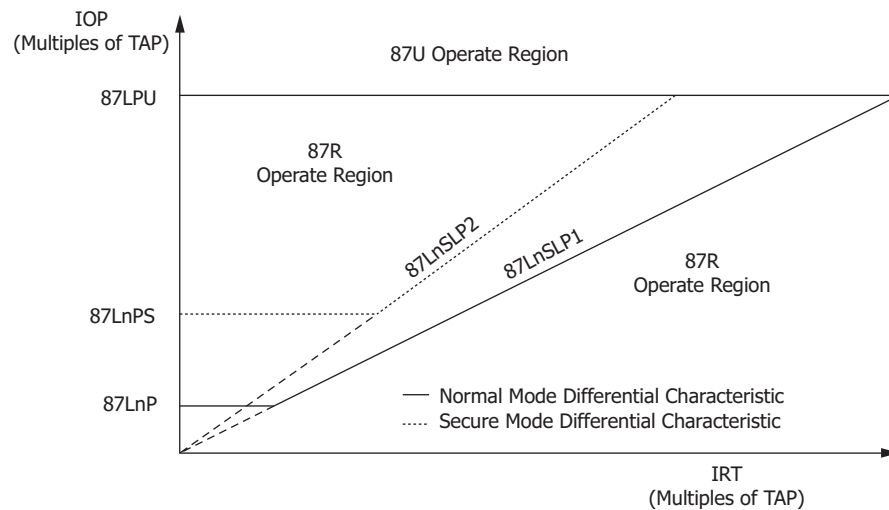 IOP
(Multiples of TAP)
87U Operate Region
87LPU
87R
Operate Region
87LnSLP2
87LnSLP1
87R
Operate Region
87LnPS
87LnP
Normal Mode Differential Characteristic
Secure Mode Differential Characteristic
IRT
(Multiples of TAP)